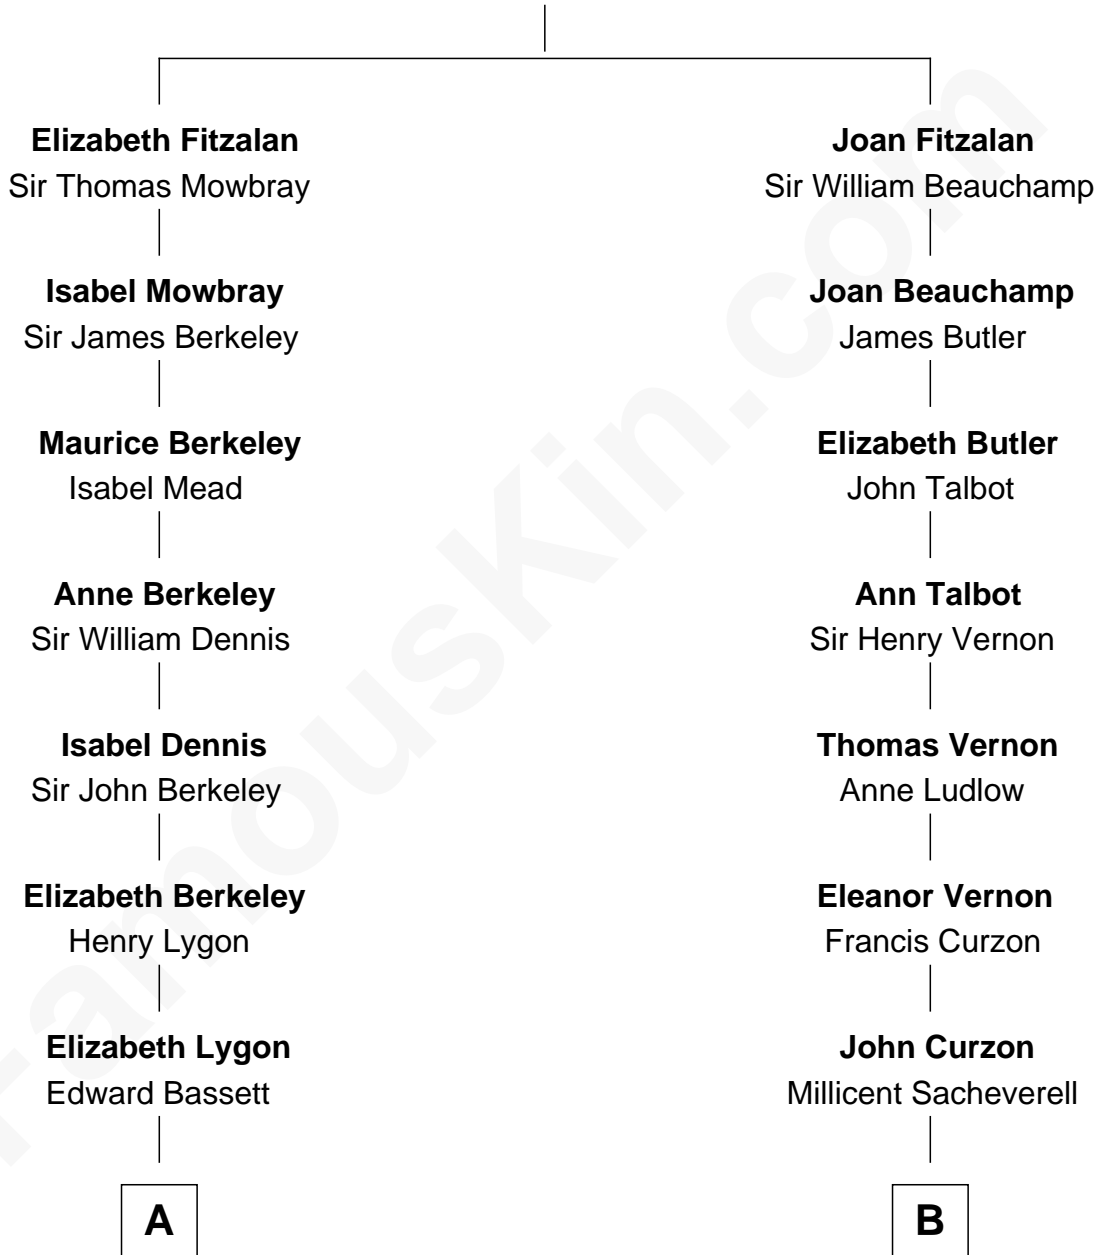 Elizabeth Fitzalan
Sir Thomas Mowbray
Joan Fitzalan
Sir William Beauchamp
Isabel Mowbray
Sir James Berkeley
Joan Beauchamp
James Butler
Maurice Berkeley
Isabel Mead
Elizabeth Butler
John Talbot
Anne Berkeley
Sir William Dennis
Ann Talbot
Sir Henry Vernon
Isabel Dennis
Sir John Berkeley
Thomas Vernon
Anne Ludlow
Elizabeth Berkeley
Henry Lygon
Eleanor Vernon
Francis Curzon
Elizabeth Lygon
Edward Bassett
John Curzon
Millicent Sacheverell
A
B
FamousKin.com